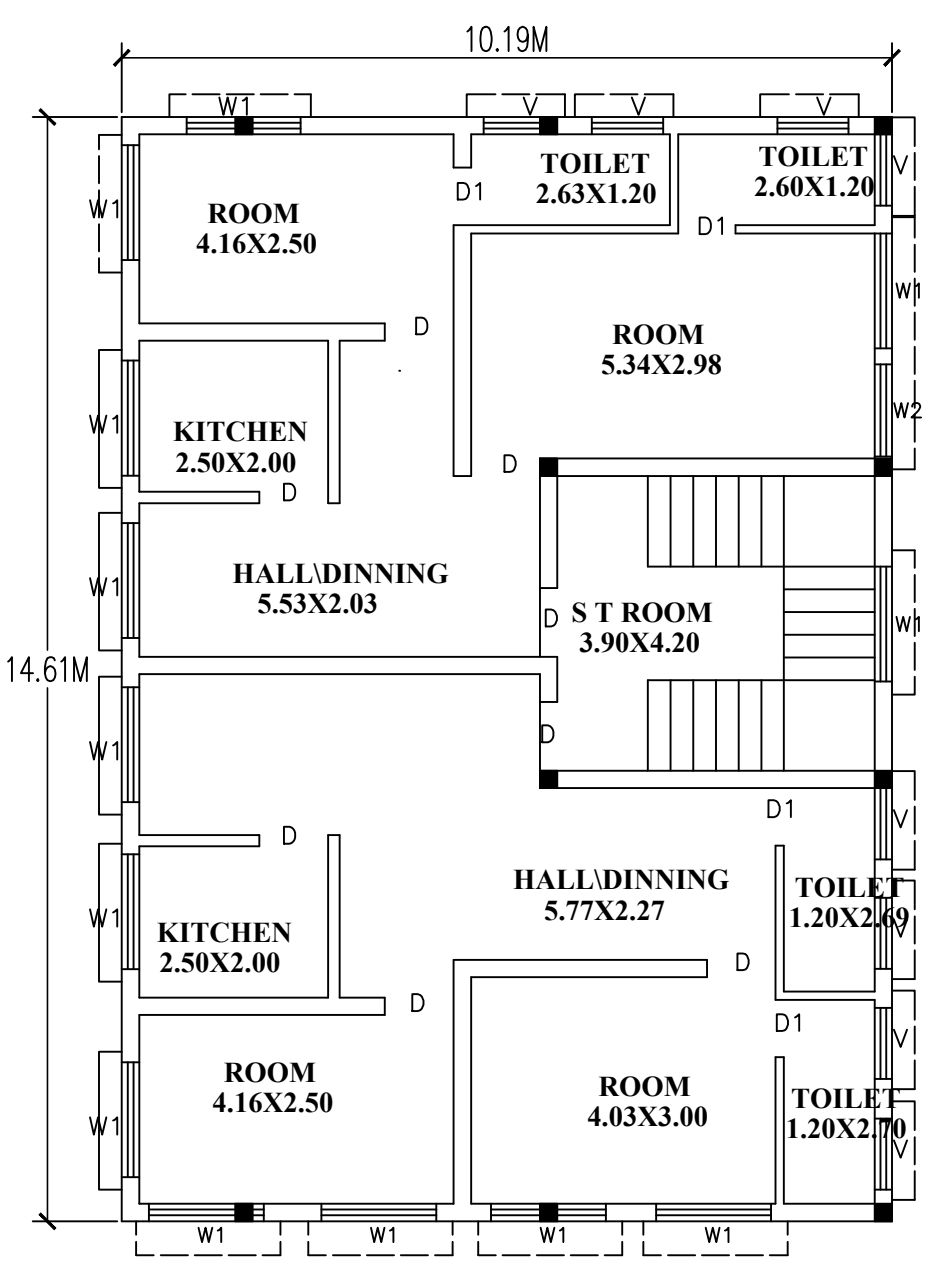 10.19M
W1
V
V
V
TOILET
2.63X1.20
TOILET
2.60X1.20
V
D1
W1
ROOM
4.16X2.50
D1
W1
D
ROOM
5.34X2.98
W1
KITCHEN
2.50X2.00
W2
D
D
HALL\DINNING
5.53X2.03
W1
D
S T ROOM
3.90X4.20
W1
14.61M
W1
D
D1
V
D
HALL\DINNING
5.77X2.27
TOILET
1.20X2.69
V
W1
KITCHEN
2.50X2.00
D
D
D1
V
ROOM
4.16X2.50
ROOM
4.03X3.00
TOILET
1.20X2.70
V
W1
W1
W1
W1
W1